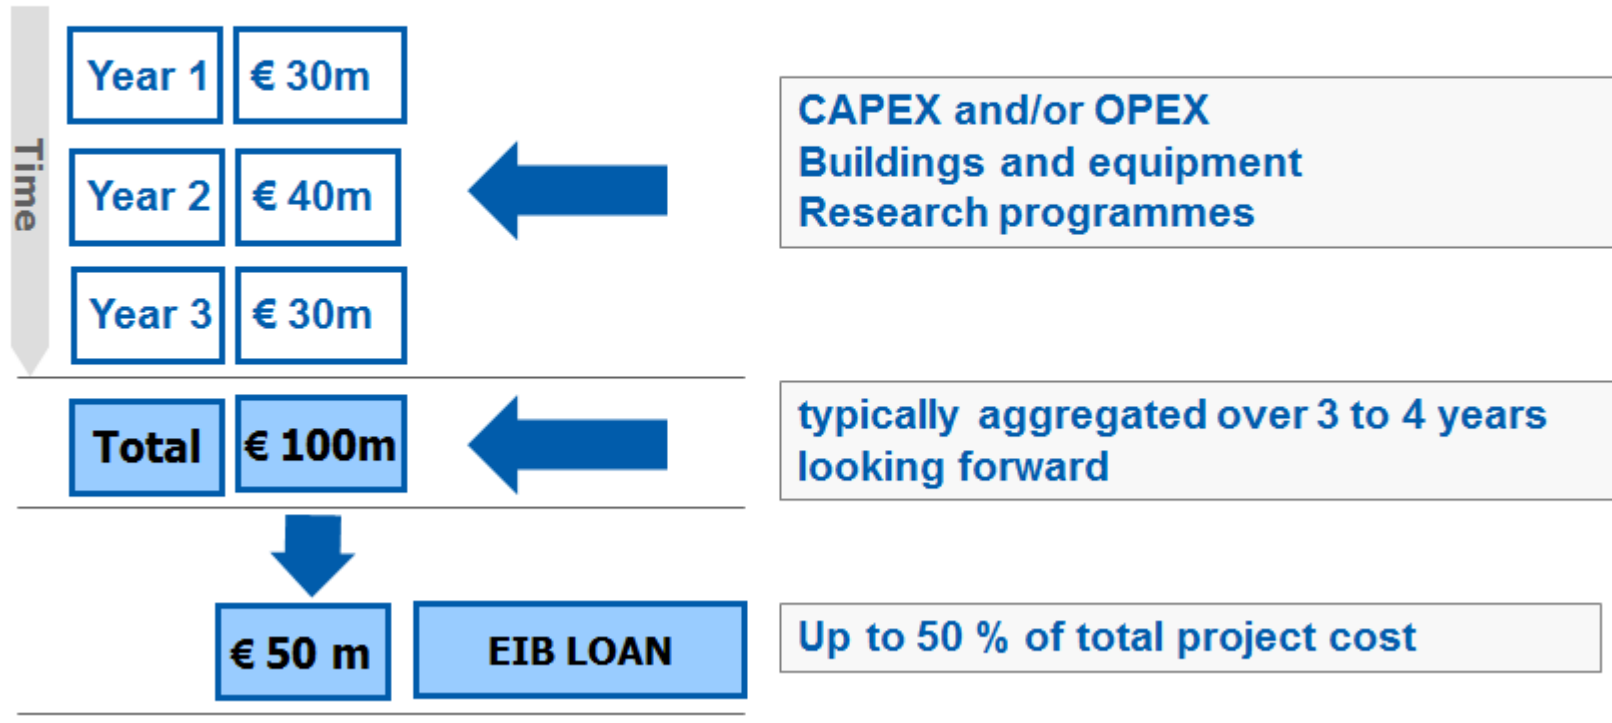 Time
Year 1
€ 30m
Year 2
€ 40m
Year 3
€ 30m
CAPEX and/or OPEX
Buildings and equipment
Research programmes
Total
€ 100m
typically aggregated over 3 to 4 years
looking forward
€ 50 m
EIB LOAN
Up to 50 % of total project cost